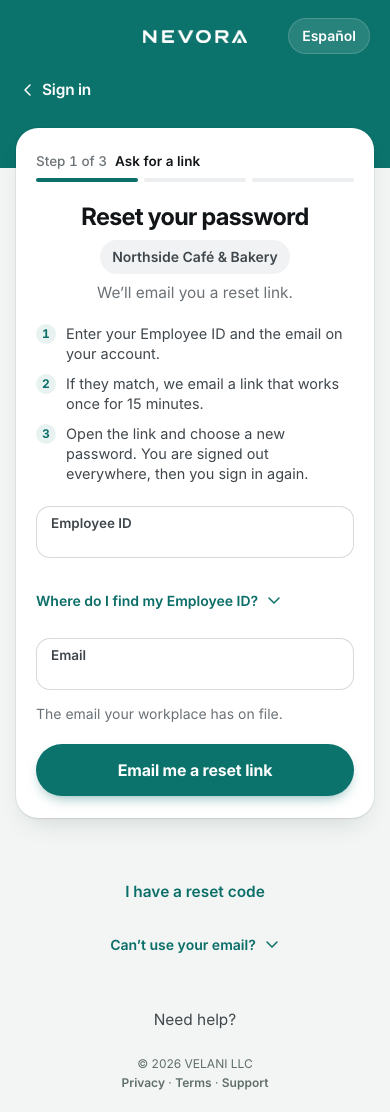 NEVORA
Español
Sign in
Step 1 of 3 Ask for a link
Reset your password
Northside Café & Bakery
We’ll email you a reset link.
1 Enter your Employee ID and the email on
your account.
2 If they match, we email a link that works
once for 15 minutes.
3 Open the link and choose a new
password. You are signed out
everywhere, then you sign in again.
Employee ID
Where do I find my Employee ID?
Email
The email your workplace has on file.
Email me a reset link
I have a reset code
Can’t use your email?
Need help?
© 2026 VELANI LLC
Privacy · Terms · Support